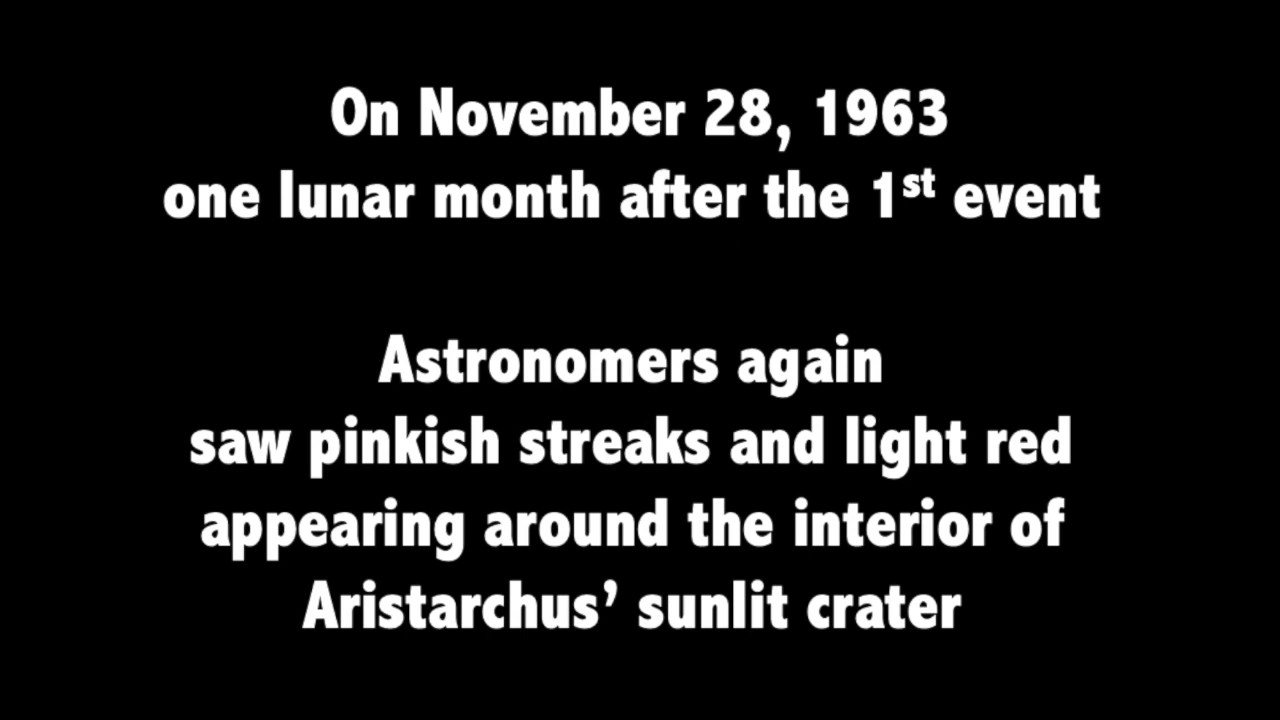 On November 28, 1963
one lunar month after the 1st event
Astronomers again
saw pinkish streaks and light red
appearing around the interior of
Aristarchus’ sunlit crater